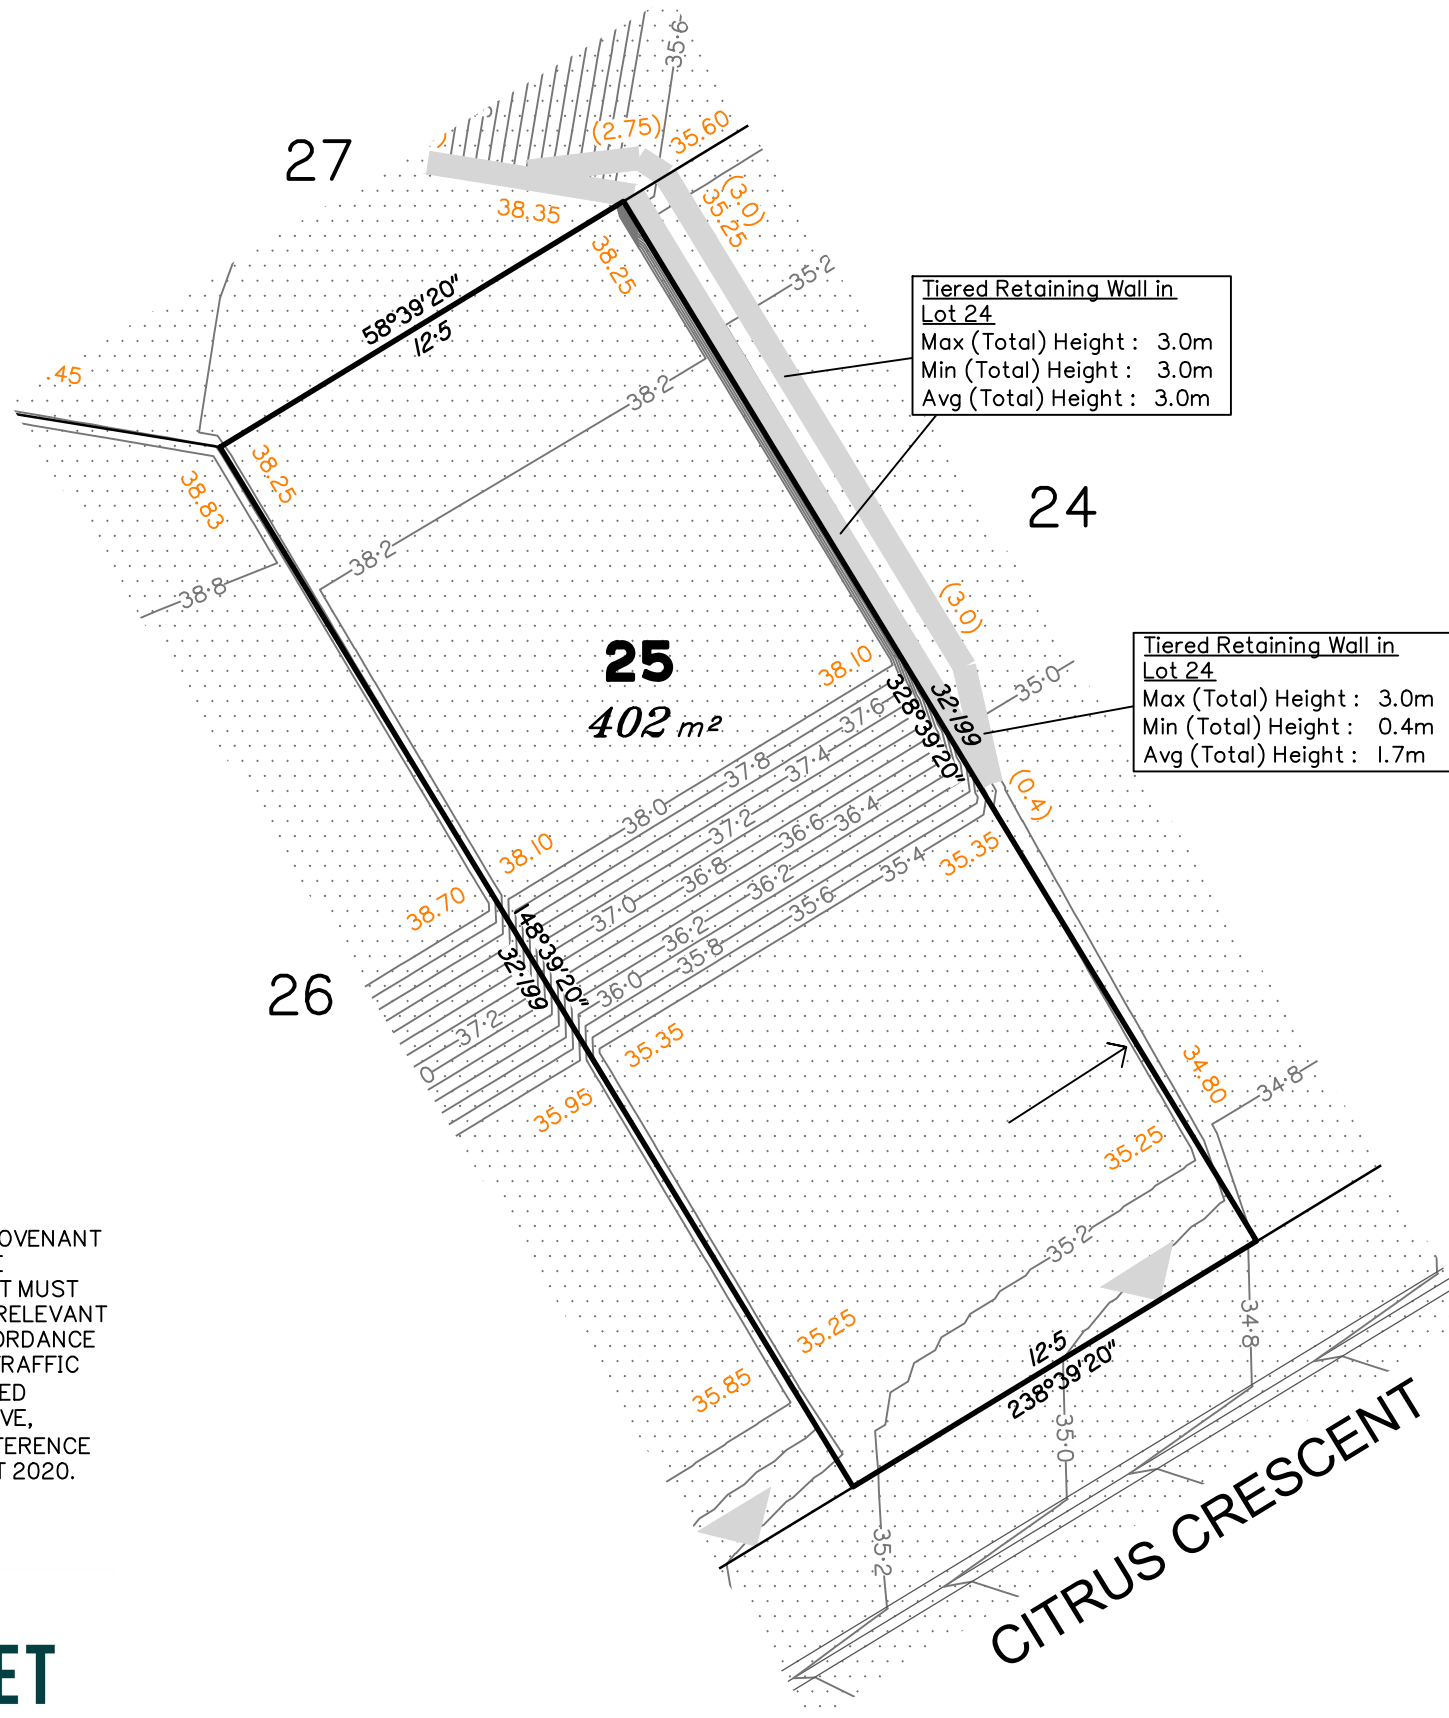 35·6
27
(2.75)
35.60
38.35
(3.0)
35.25
38.25
35·2
58°39'20"
12·5
Tiered Retaining Wall in
Lot 24
Max (Total) Height : 3.0m
Min (Total) Height : 3.0m
Avg (Total) Height : 3.0m
.45
38·2
38.25
38.83
24
38·2
38·8
(3.0)
25
402 m²
38.10
328°39'20"
32·199
35·0
Tiered Retaining Wall in
Lot 24
Max (Total) Height : 3.0m
Min (Total) Height : 0.4m
Avg (Total) Height : 1.7m
37·6
37·8
37·4
38·0
37·2
36·6
36·4
(0.4)
38.10
36·8
36·2
35·4
35.35
38.70
37·0
35·6
36·2
35·8
148°39'20"
32·199
26
36·0
37·2
35.35
0
35.95
34.80
34·8
35.25
OVENANT
E
T MUST
RELEVANT
ORDANCE
TRAFFIC
ED
VE,
FERENCE
T 2020.
35·2
35.25
34·8
12·5
238°39'20"
35.85
35·0
35·2
CITRUS CRESCENT
ET